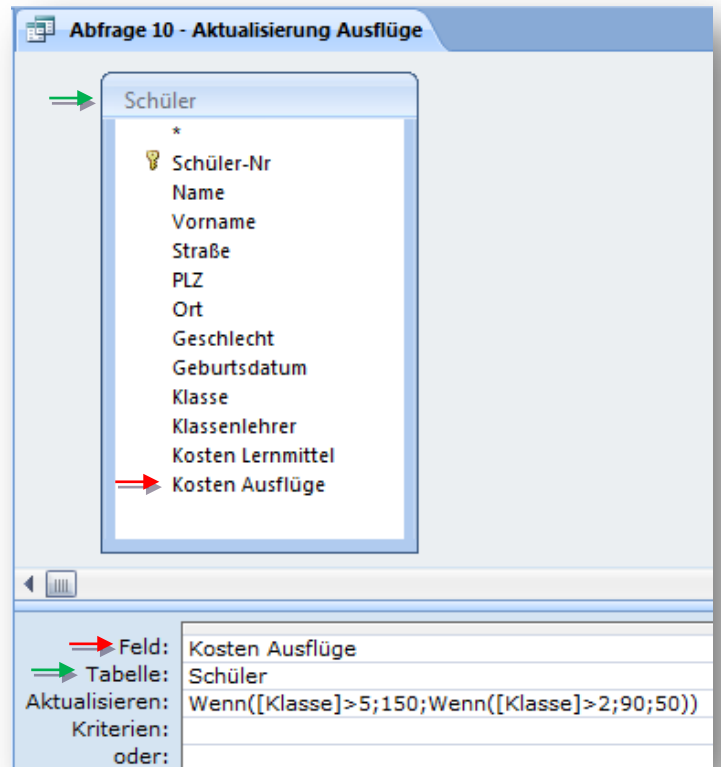 Abfrage 10 - Aktualisierung Ausflüge
Schüler
*
Schüler-Nr
Name
Vorname
Straße
PLZ
Ort
Geschlecht
Geburtsdatum
Klasse
Klassenlehrer
Kosten Lernmittel
Kosten Ausflüge
Feld: Kosten Ausflüge
Tabelle: Schüler
Aktualisieren: Wenn([Klasse]>5;150;Wenn([Klasse]>2;90;50))
Kriterien:
oder: